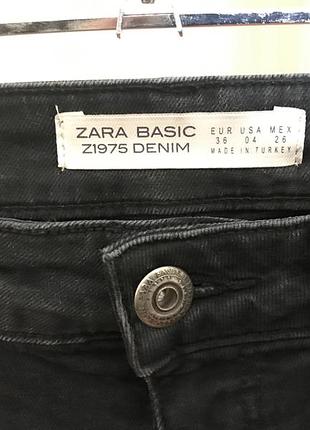 ZARA BASIC
Z1975 DENIM
EUR USA MEX
36 04 26
MADE IN TURKEY